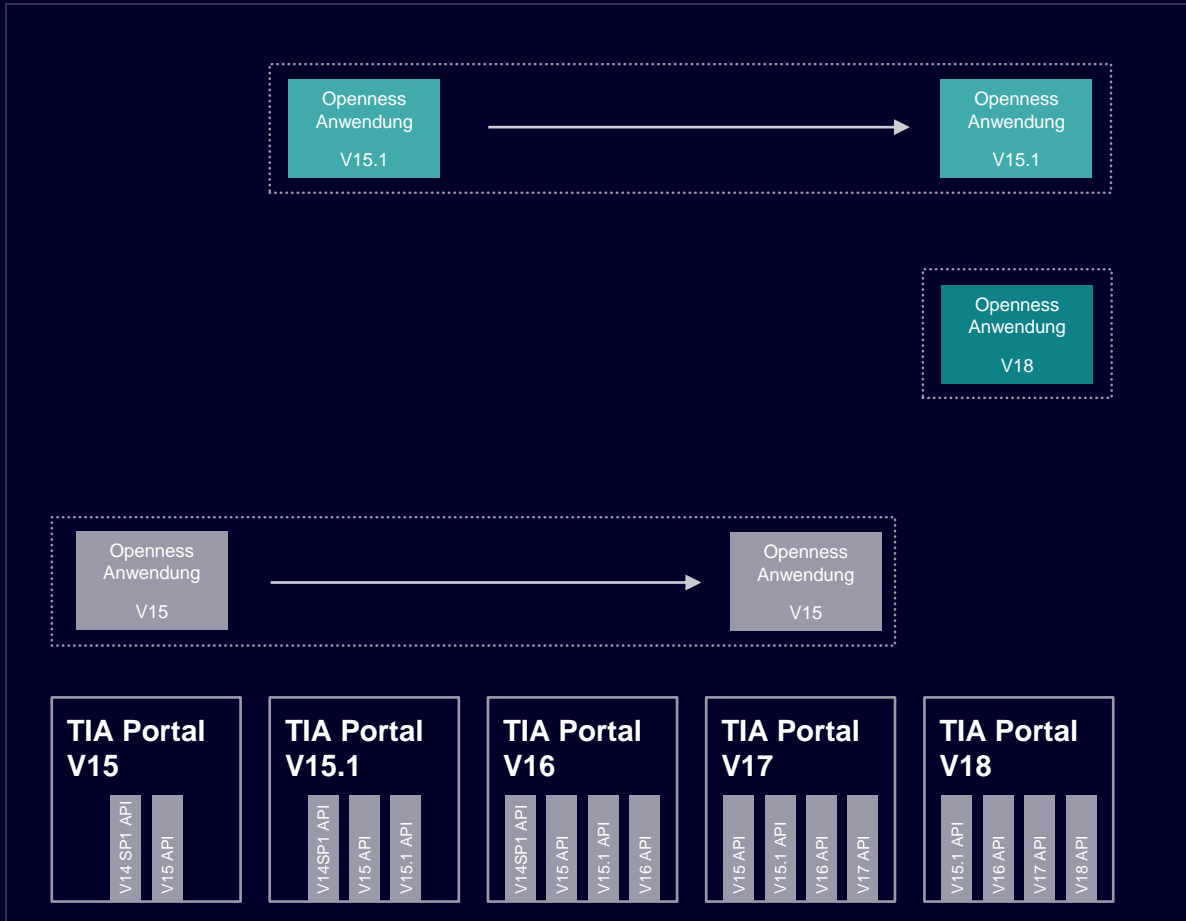 Openness
Anwendung
V15.1
Openness
Anwendung
V15.1
Openness
Anwendung
V18
Openness
Anwendung
V15
Openness
Anwendung
V15
TIA Portal
V15
V14 SP1 API
V15 API
TIA Portal
V15.1
V14SP1 API
V15 API
V15.1 API
TIA Portal
V16
V14SP1 API
V15 API
V15.1 API
V16 API
TIA Portal
V17
V15 API
V15.1 API
V16 API
V17 API
TIA Portal
V18
V15.1 API
V16 API
V17 API
V18 API